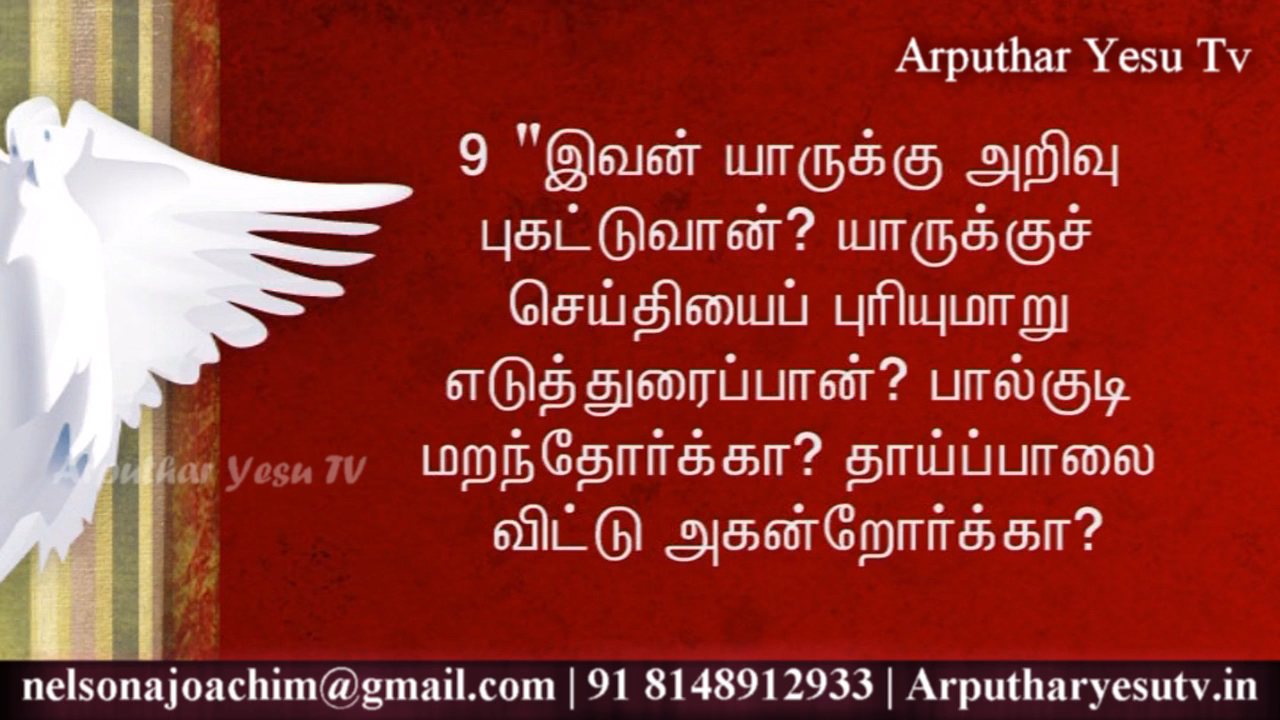 Arputhar Yesu Tv
9 "இவன் யாருக்கு அறிவு
புகட்டுவான்? யாருக்குச்
செய்தியைப் புரியுமாறு
எடுத்துரைப்பான்? பால்குடி
மறந்தோர்க்கா? தாய்ப்பாலை
விட்டு அகன்றோர்க்கா?
Arputhar Yesu TV
nelsonajoachim@gmail.com | 91 8148912933 | Arputharyesutv.in